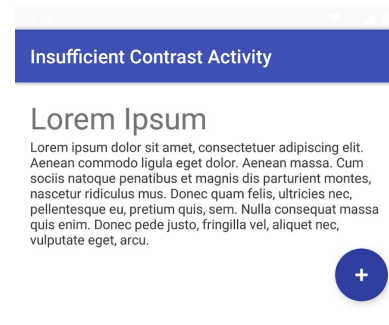 Insufficient Contrast Activity
Lorem Ipsum
Lorem ipsum dolor sit amet, consectetuer adipiscing elit.
Aenean commodo ligula eget dolor. Aenean massa. Cum
sociis natoque penatibus et magnis dis parturient montes,
nascetur ridiculus mus. Donec quam felis, ultricies nec,
pellentesque eu, pretium quis, sem. Nulla consequat massa
quis enim. Donec pede justo, fringilla vel, aliquet nec,
vulputate eget, arcu.
+